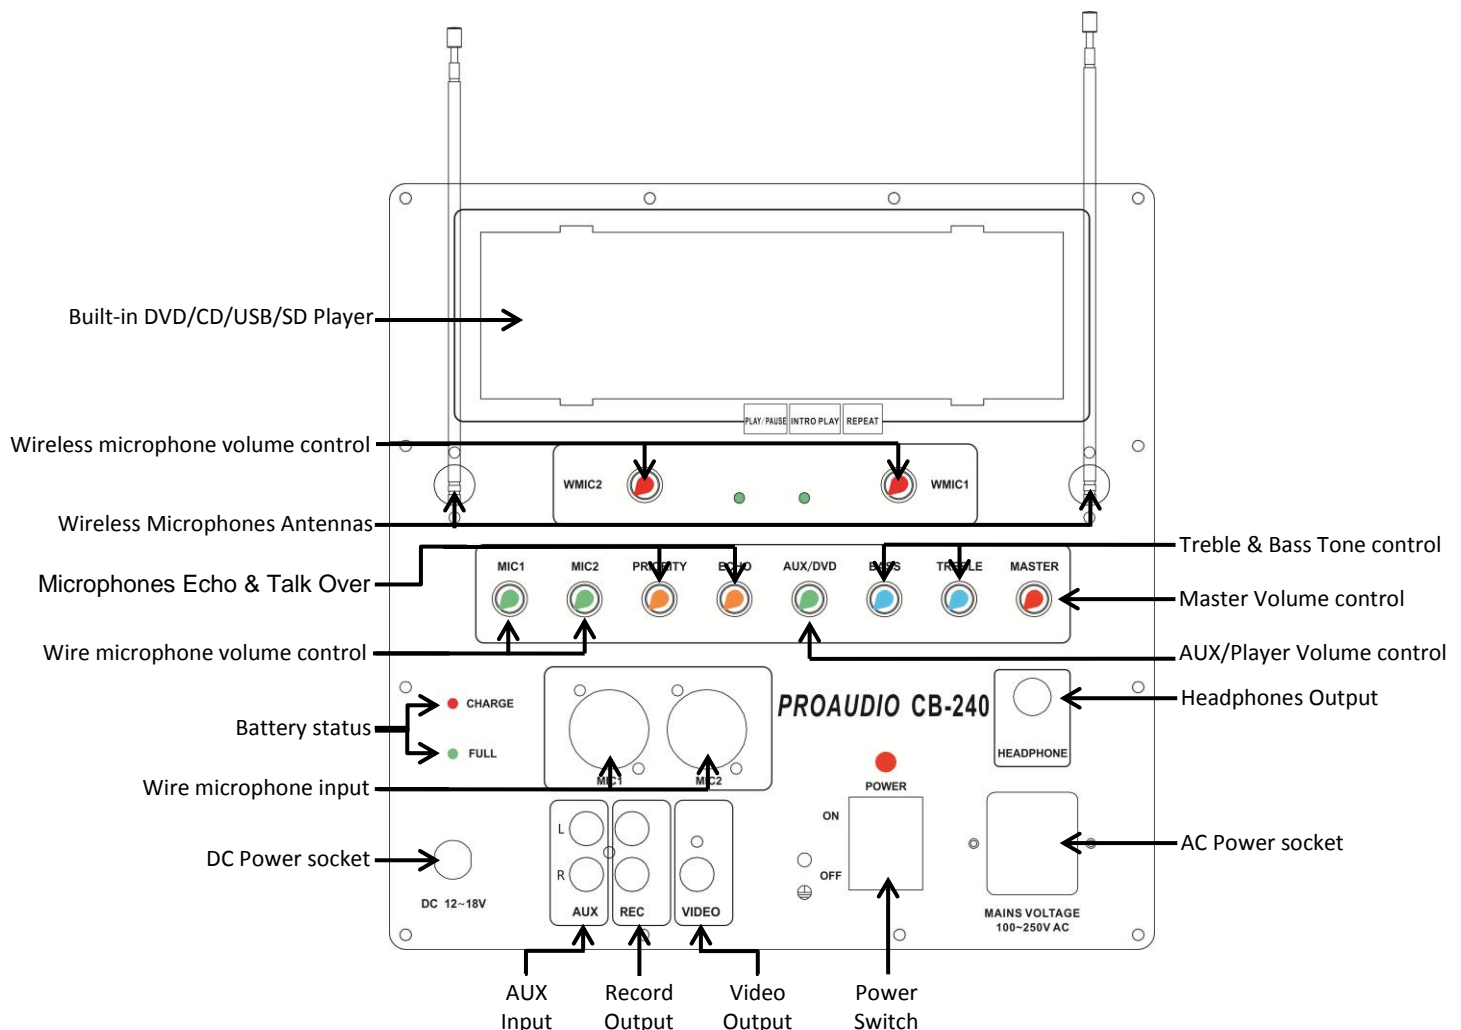 Built-in DVD/CD/USB/SD Player
PLAY/PAUSE INTRO PLAY REPEAT
Wireless microphone volume control
WMIC2 WMIC1
Wireless Microphones Antennas
Treble & Bass Tone control
MIC1 MIC2 PRIORITY ECHO AUX/DVD BASS TREBLE MASTER
Microphones Echo & Talk Over
Master Volume control
Wire microphone volume control
AUX/Player Volume control
PROAUDIO CB-240
Headphones Output
CHARGE
Battery status
FULL
HEADPHONE
MIC1 MIC2
Wire microphone input
POWER
ON
L
AC Power socket
DC Power socket
R
OFF
DC 12~18V
AUX REC VIDEO
MAINS VOLTAGE
100~250V AC
AUX
Input
Record
Output
Video
Output
Power
Switch